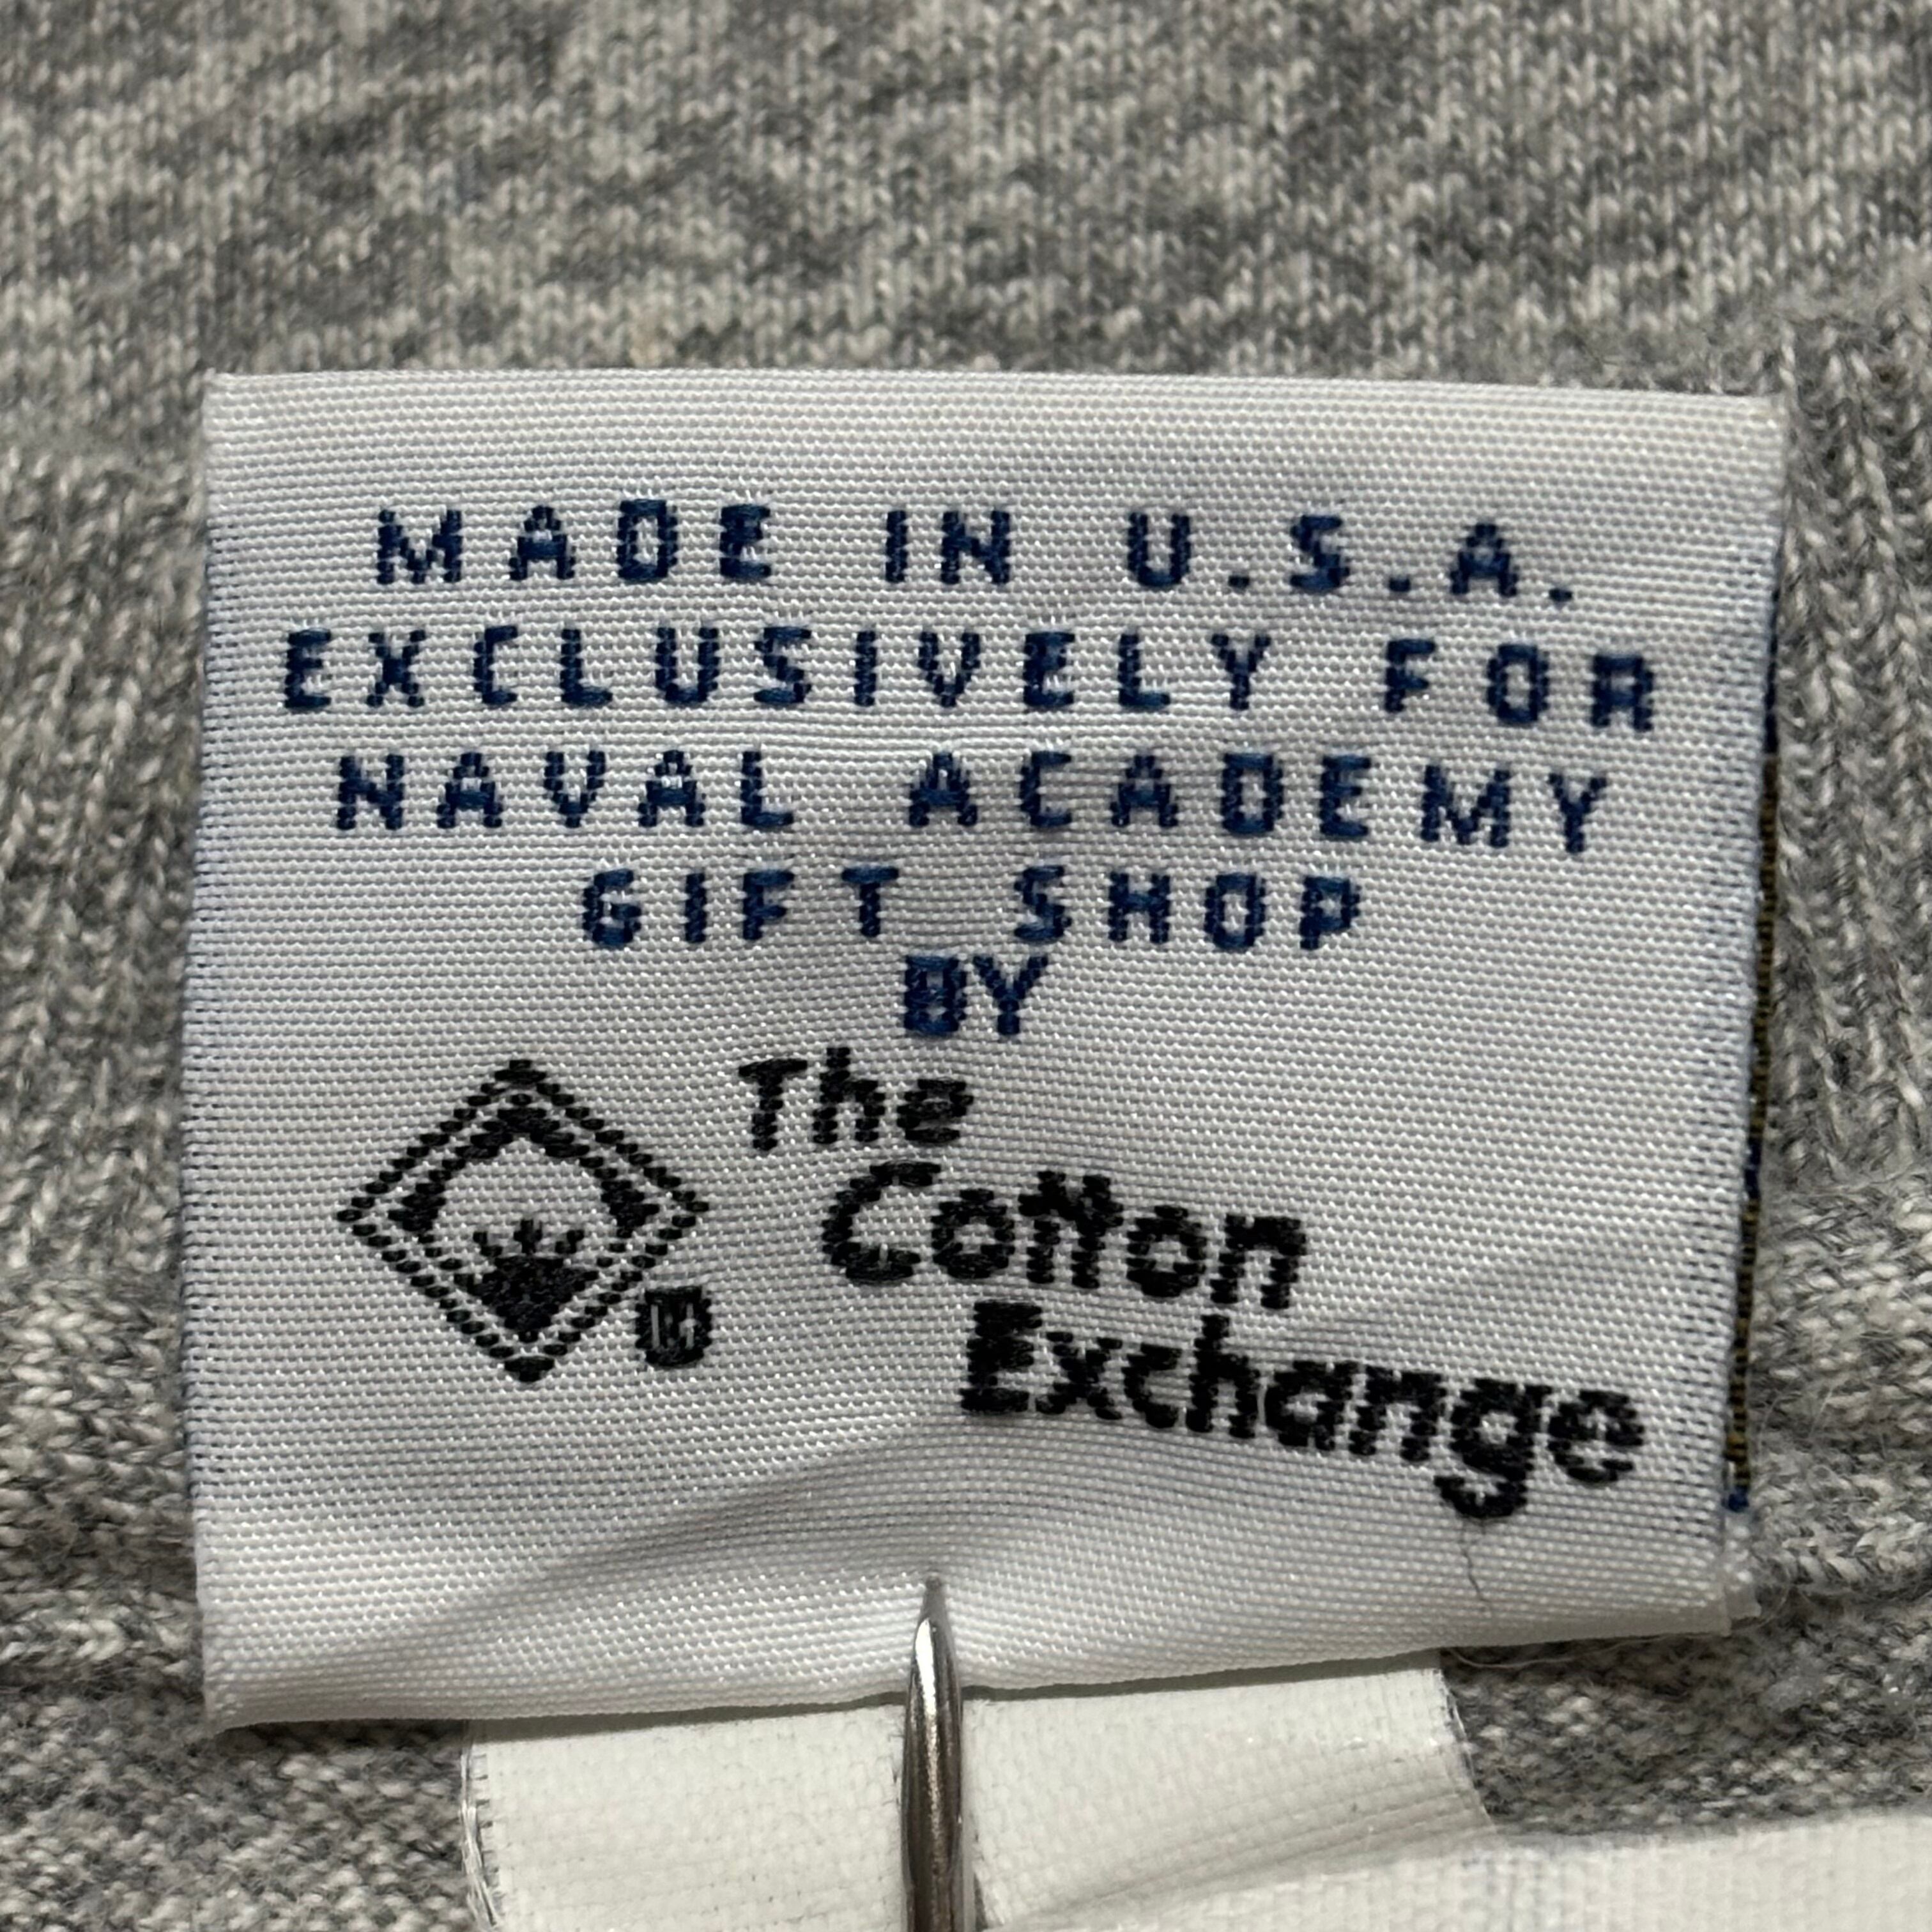 MADE IN U.S.A.
EXCLUSIVELY FOR
NAVAL ACADEMY
GIFT SHOP
BY
The
Cotton
Exchange